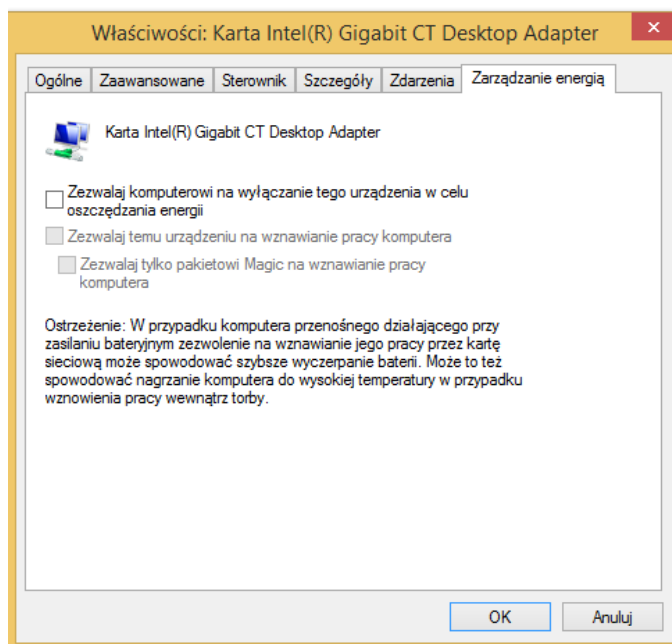 Właściwości: Karta Intel(R) Gigabit CT Desktop Adapter
Ogólne Zaawansowane Sterownik Szczegóły Zdarzenia Zarządzanie energią
Karta Intel(R) Gigabit CT Desktop Adapter
Zezwalaj komputerowi na wyłączanie tego urządzenia w celu
oszczędzania energii
Zezwalaj temu urządzeniu na wznawianie pracy komputera
Zezwalaj tylko pakietowi Magic na wznawianie pracy
komputera
Ostrzeżenie: W przypadku komputera przenośnego działającego przy
zasilaniu bateryjnym zezwolenie na wznawianie jego pracy przez kartę
sieciową może spowodować szybsze wyczerpanie baterii. Może to też
spowodować nagrzanie komputera do wysokiej temperatury w przypadku
wznowienia pracy wewnątrz torby.
OK Anuluj